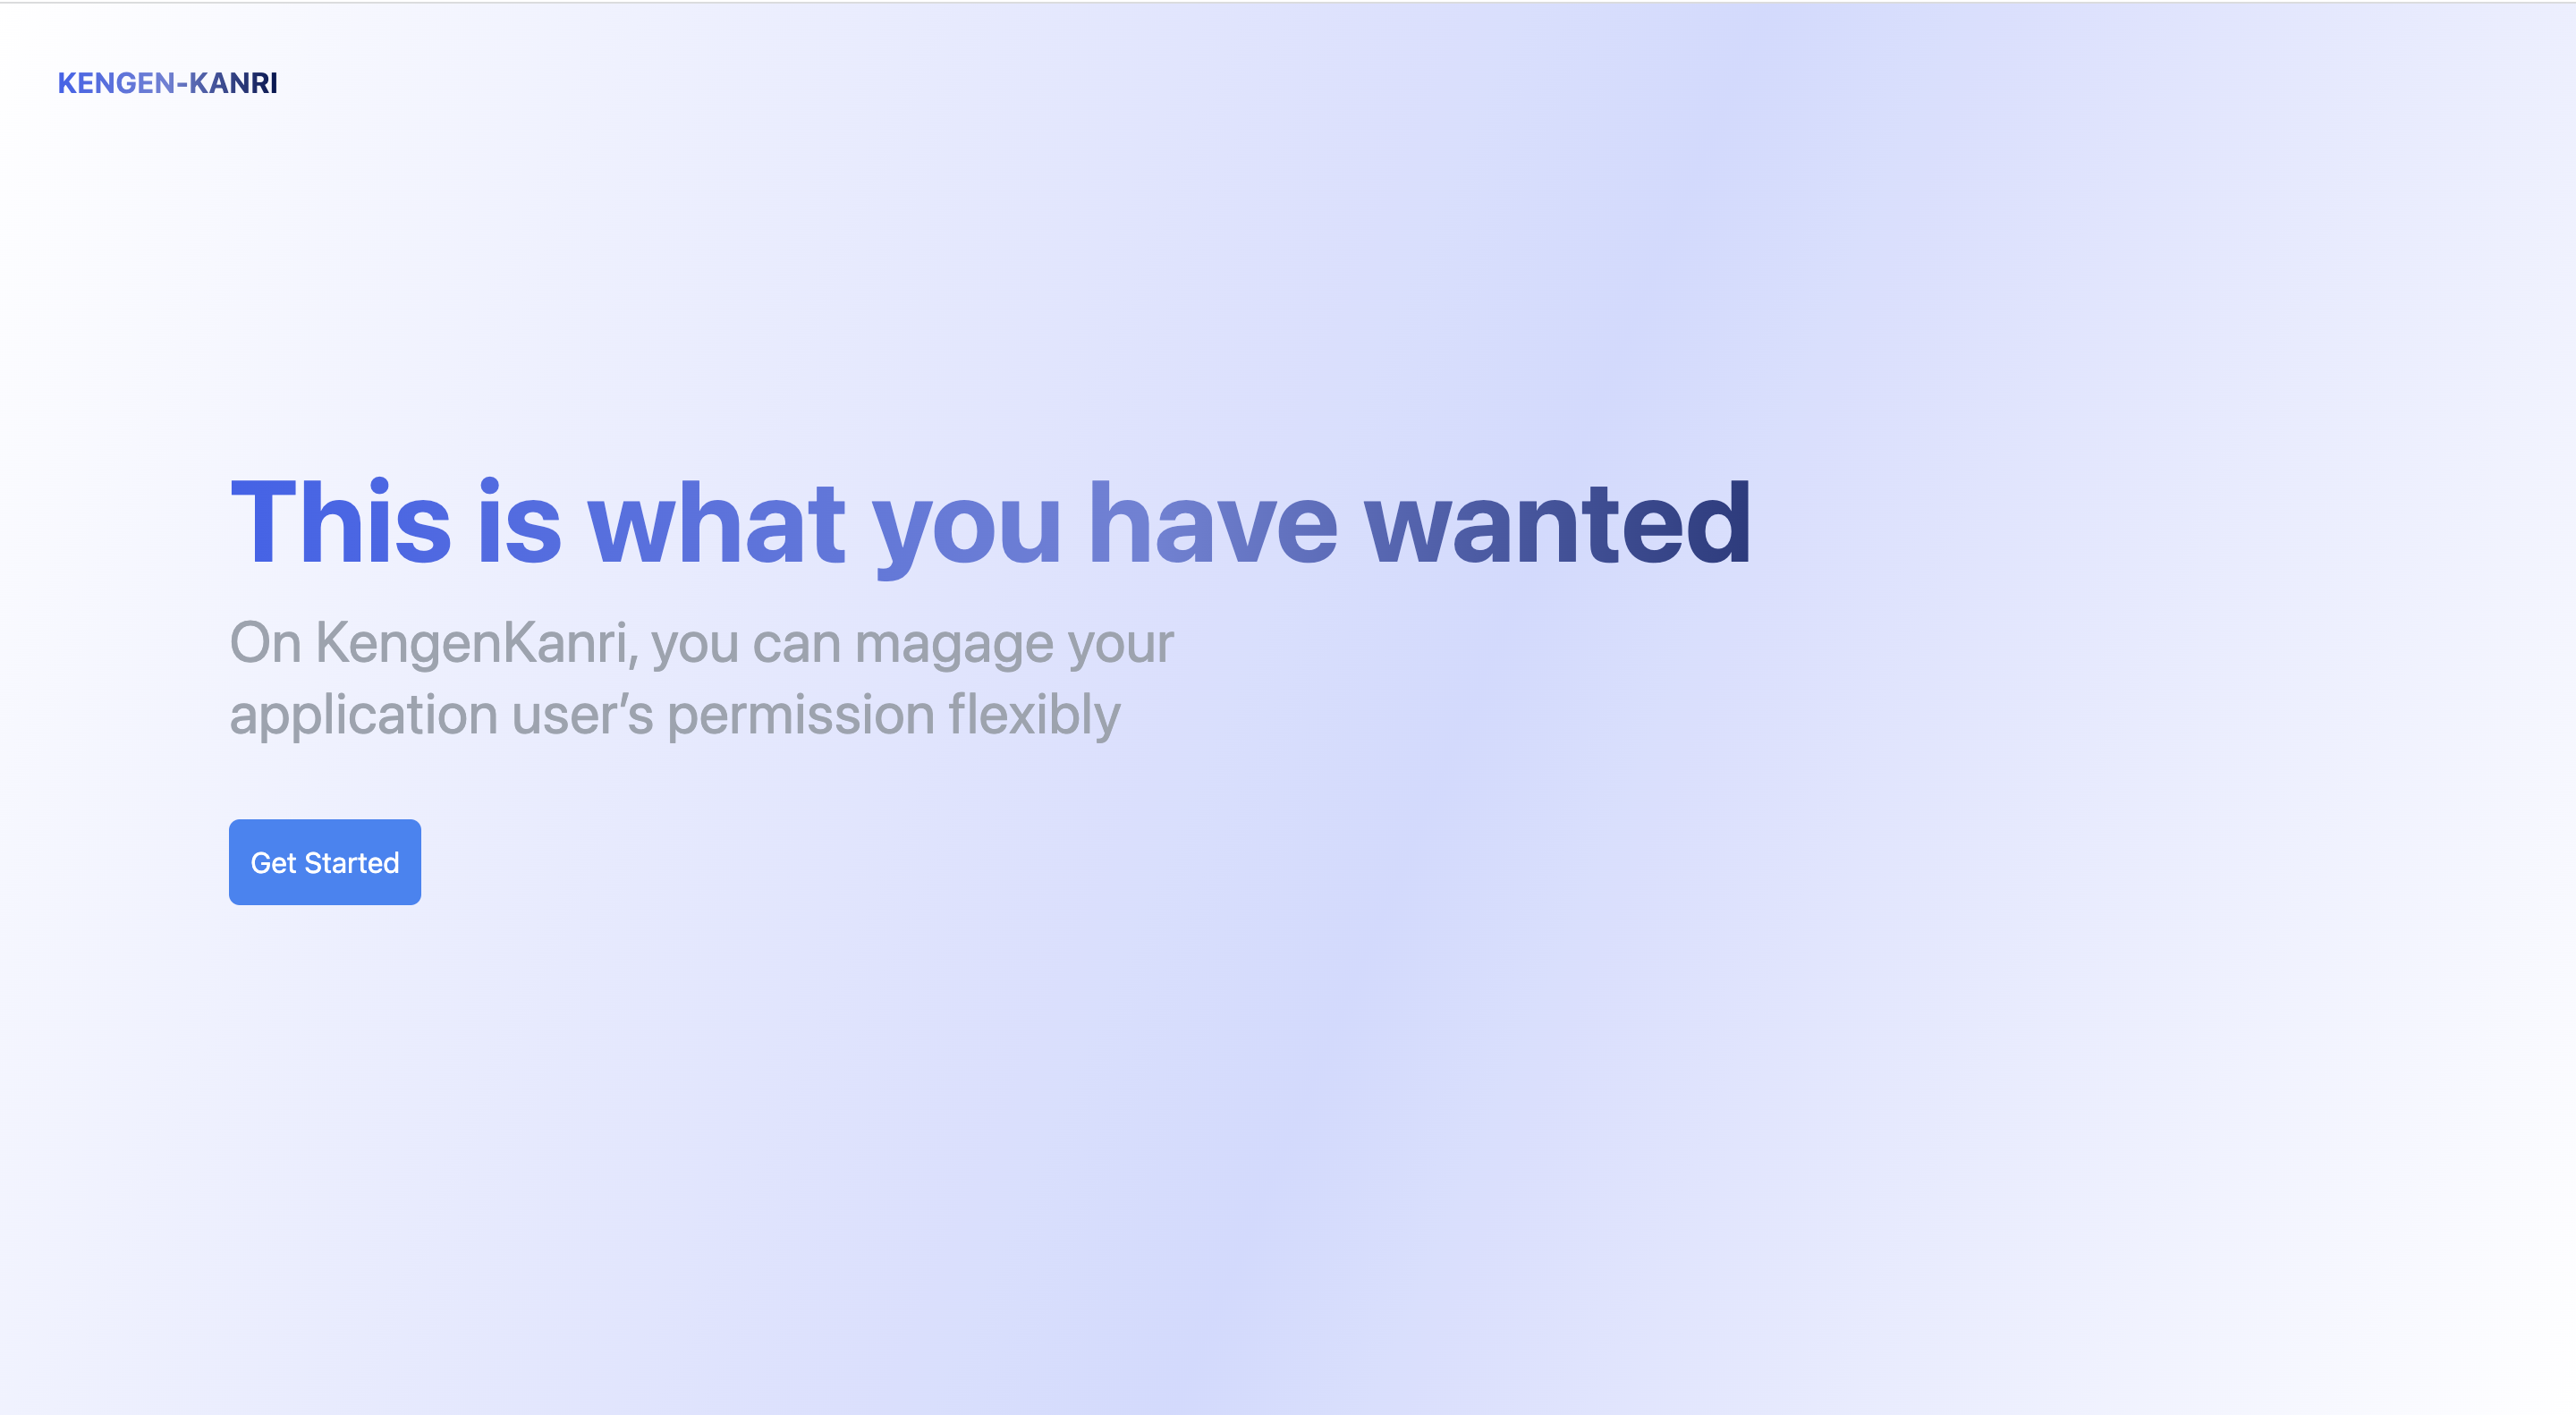 KENGEN-KANRI
This is what you have wanted
On KengenKanri, you can magage your
application user’s permission flexibly
Get Started